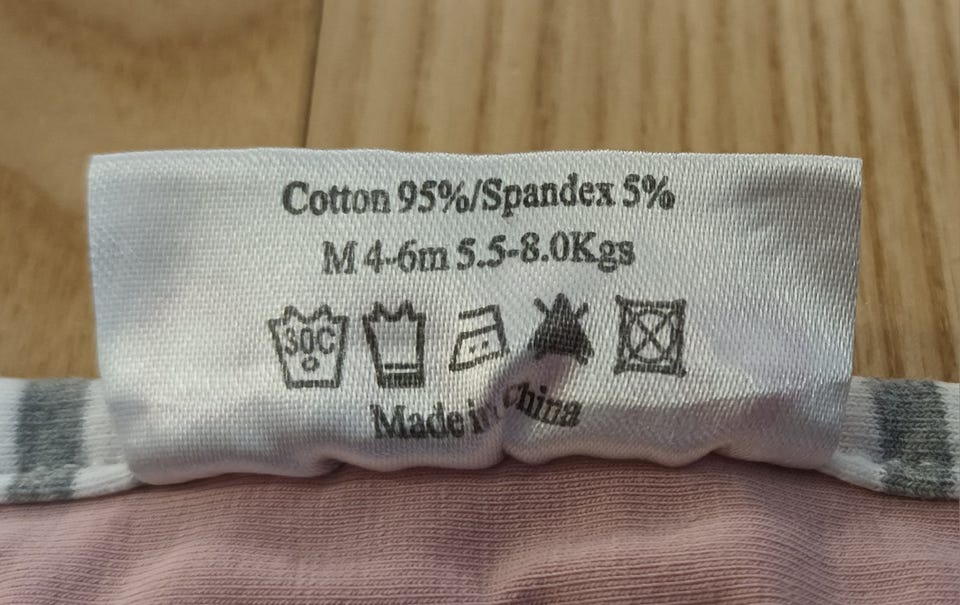 Cotton 95%/Spandex 5%
M 4-6m 5.5-8.0Kgs
30C
Made in China